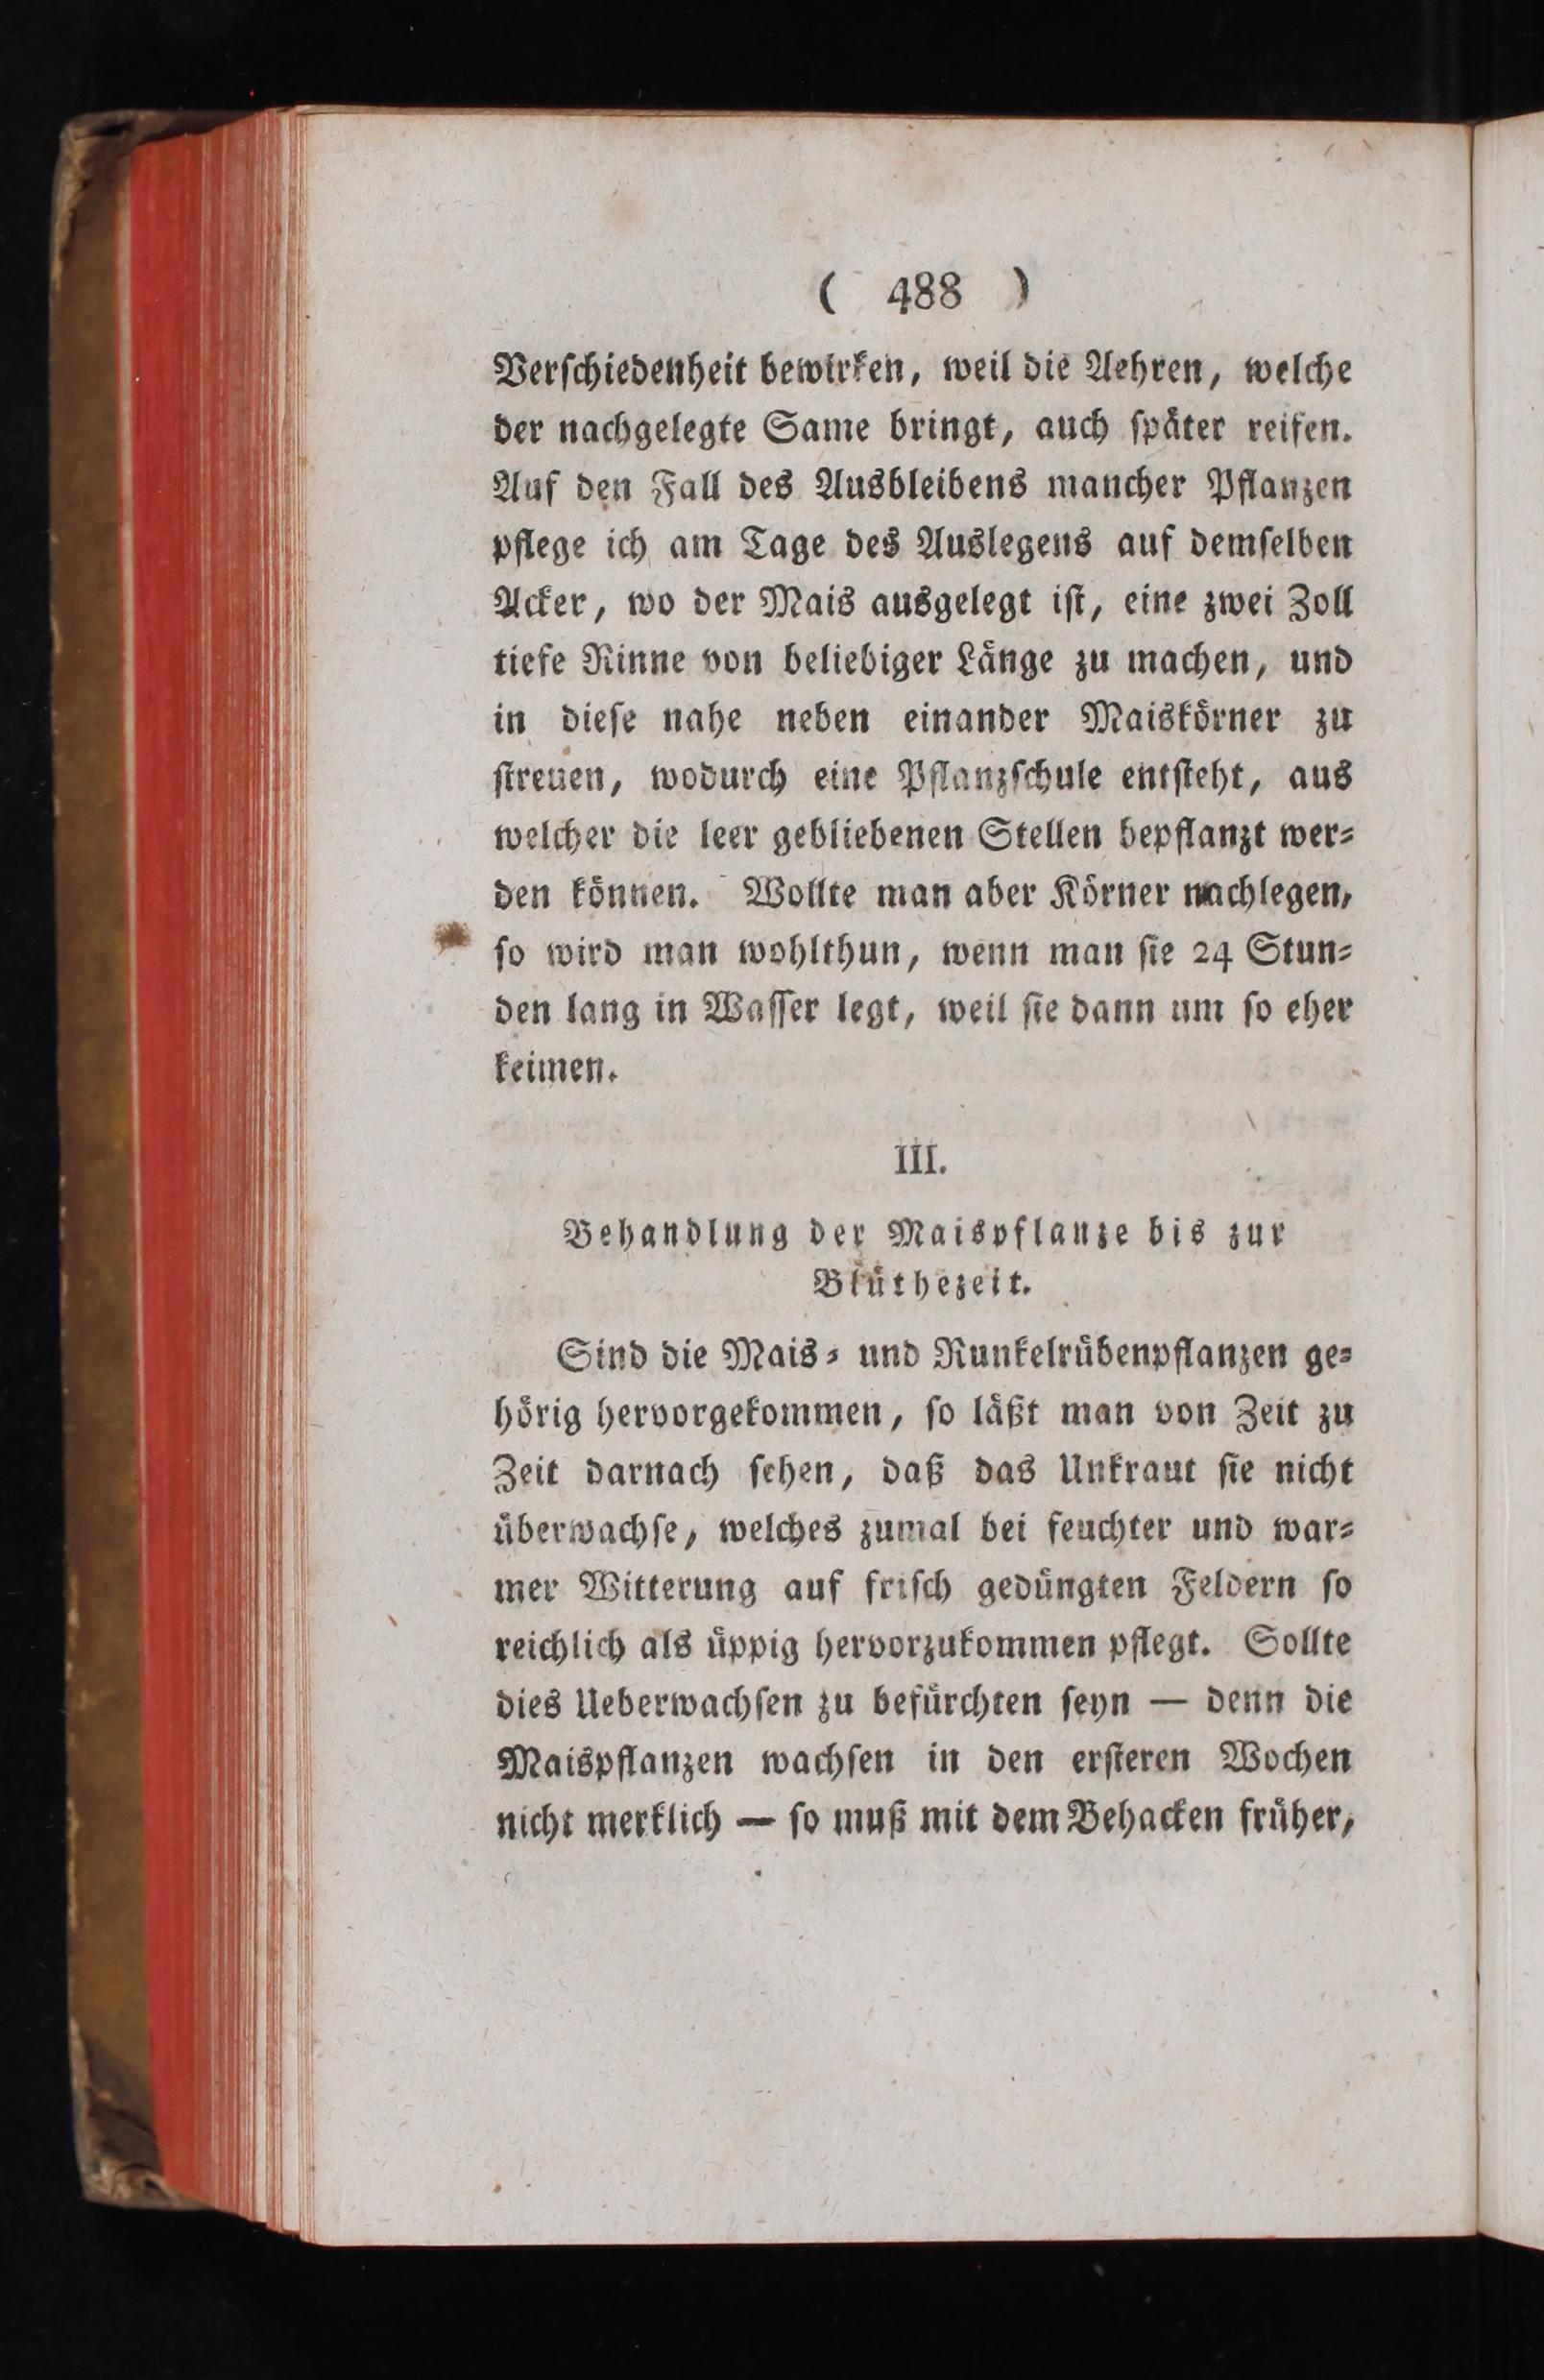 ( 488 )
Verſchiedenheit bewirken, weil die Aehren, welche
der nachgelegte Same bringt, auch ſpäter reifen.
Auf den Fall des Ausbleibens mancher Pflanzen
pflege ich am Tage des Auslegens auf demſelben
Acker, wo der Mais ausgelegt iſt, eine zwei Zoll
tiefe Rinne von beliebiger Länge zu machen, und
in dieſe nahe neben einander Maiskörner zu
ſtreuen, wodurch eine Pflanzſchule entſteht, aus
welcher die leer gebliebenen Stellen bepflanzt wer⸗
den können. Wollte man aber Körner nachlegen,
ſo wird man wohlthun, wenn man ſie 24 Stun⸗
den lang in Waſſer legt, weil ſie dann um ſo eher
keimen.
III.
Behandlung der Maispflanze bis zur
Blüthezeit.
Sind die Mais⸗ und Runkelrübenpflanzen ge⸗
hörig hervorgekommen, ſo läßt man von Zeit zu
Zeit darnach ſehen, daß das Unkraut ſie nicht
überwachſe, welches zumal bei feuchter und war⸗
mer Witterung auf friſch gedüngten Feldern ſo
reichlich als üppig hervorzukommen pflegt. Sollte
dies Ueberwachſen zu befürchten ſeyn — denn die
Maispflanzen wachſen in den erſteren Wochen
nicht merklich — ſo muß mit dem Behacken früher,